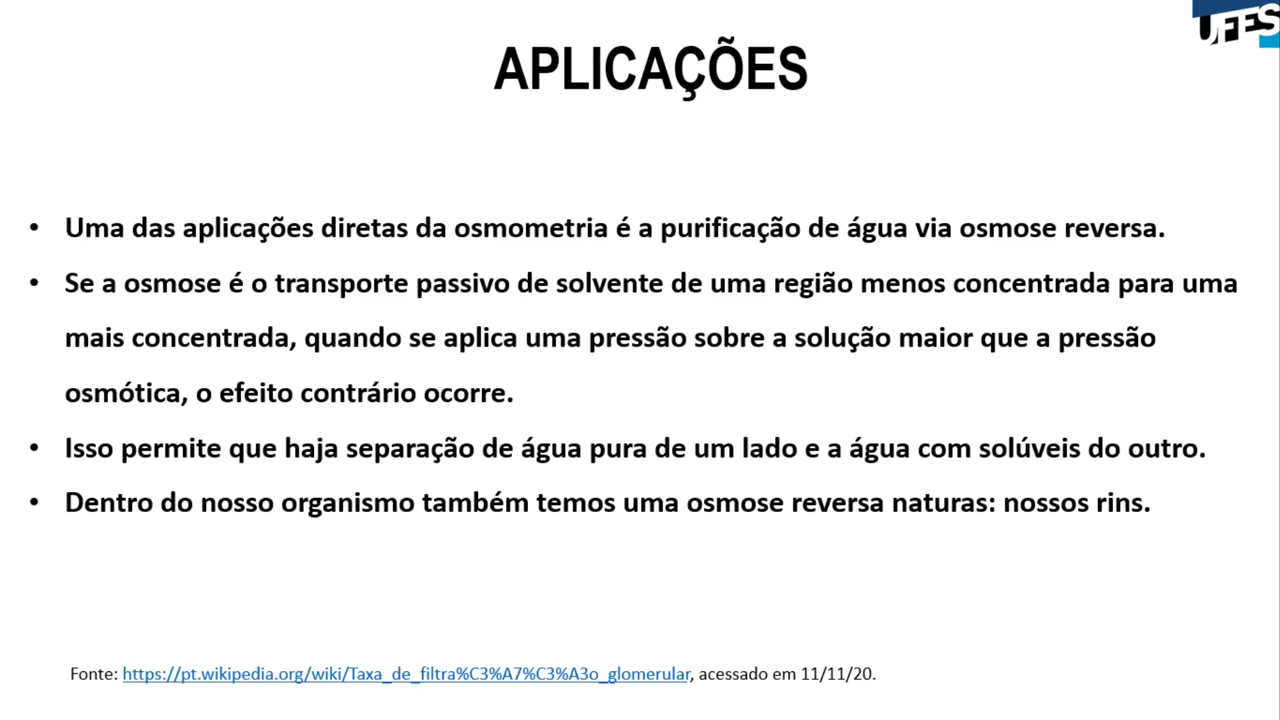 UFES
APLICAÇÕES
• Uma das aplicações diretas da osmometria é a purificação de água via osmose reversa.
• Se a osmose é o transporte passivo de solvente de uma região menos concentrada para uma
mais concentrada, quando se aplica uma pressão sobre a solução maior que a pressão
osmótica, o efeito contrário ocorre.
• Isso permite que haja separação de água pura de um lado e a água com solúveis do outro.
• Dentro do nosso organismo também temos uma osmose reversa naturas: nossos rins.
Fonte: https://pt.wikipedia.org/wiki/Taxa_de_filtra%C3%A7%C3%A3o_glomerular, acessado em 11/11/20.